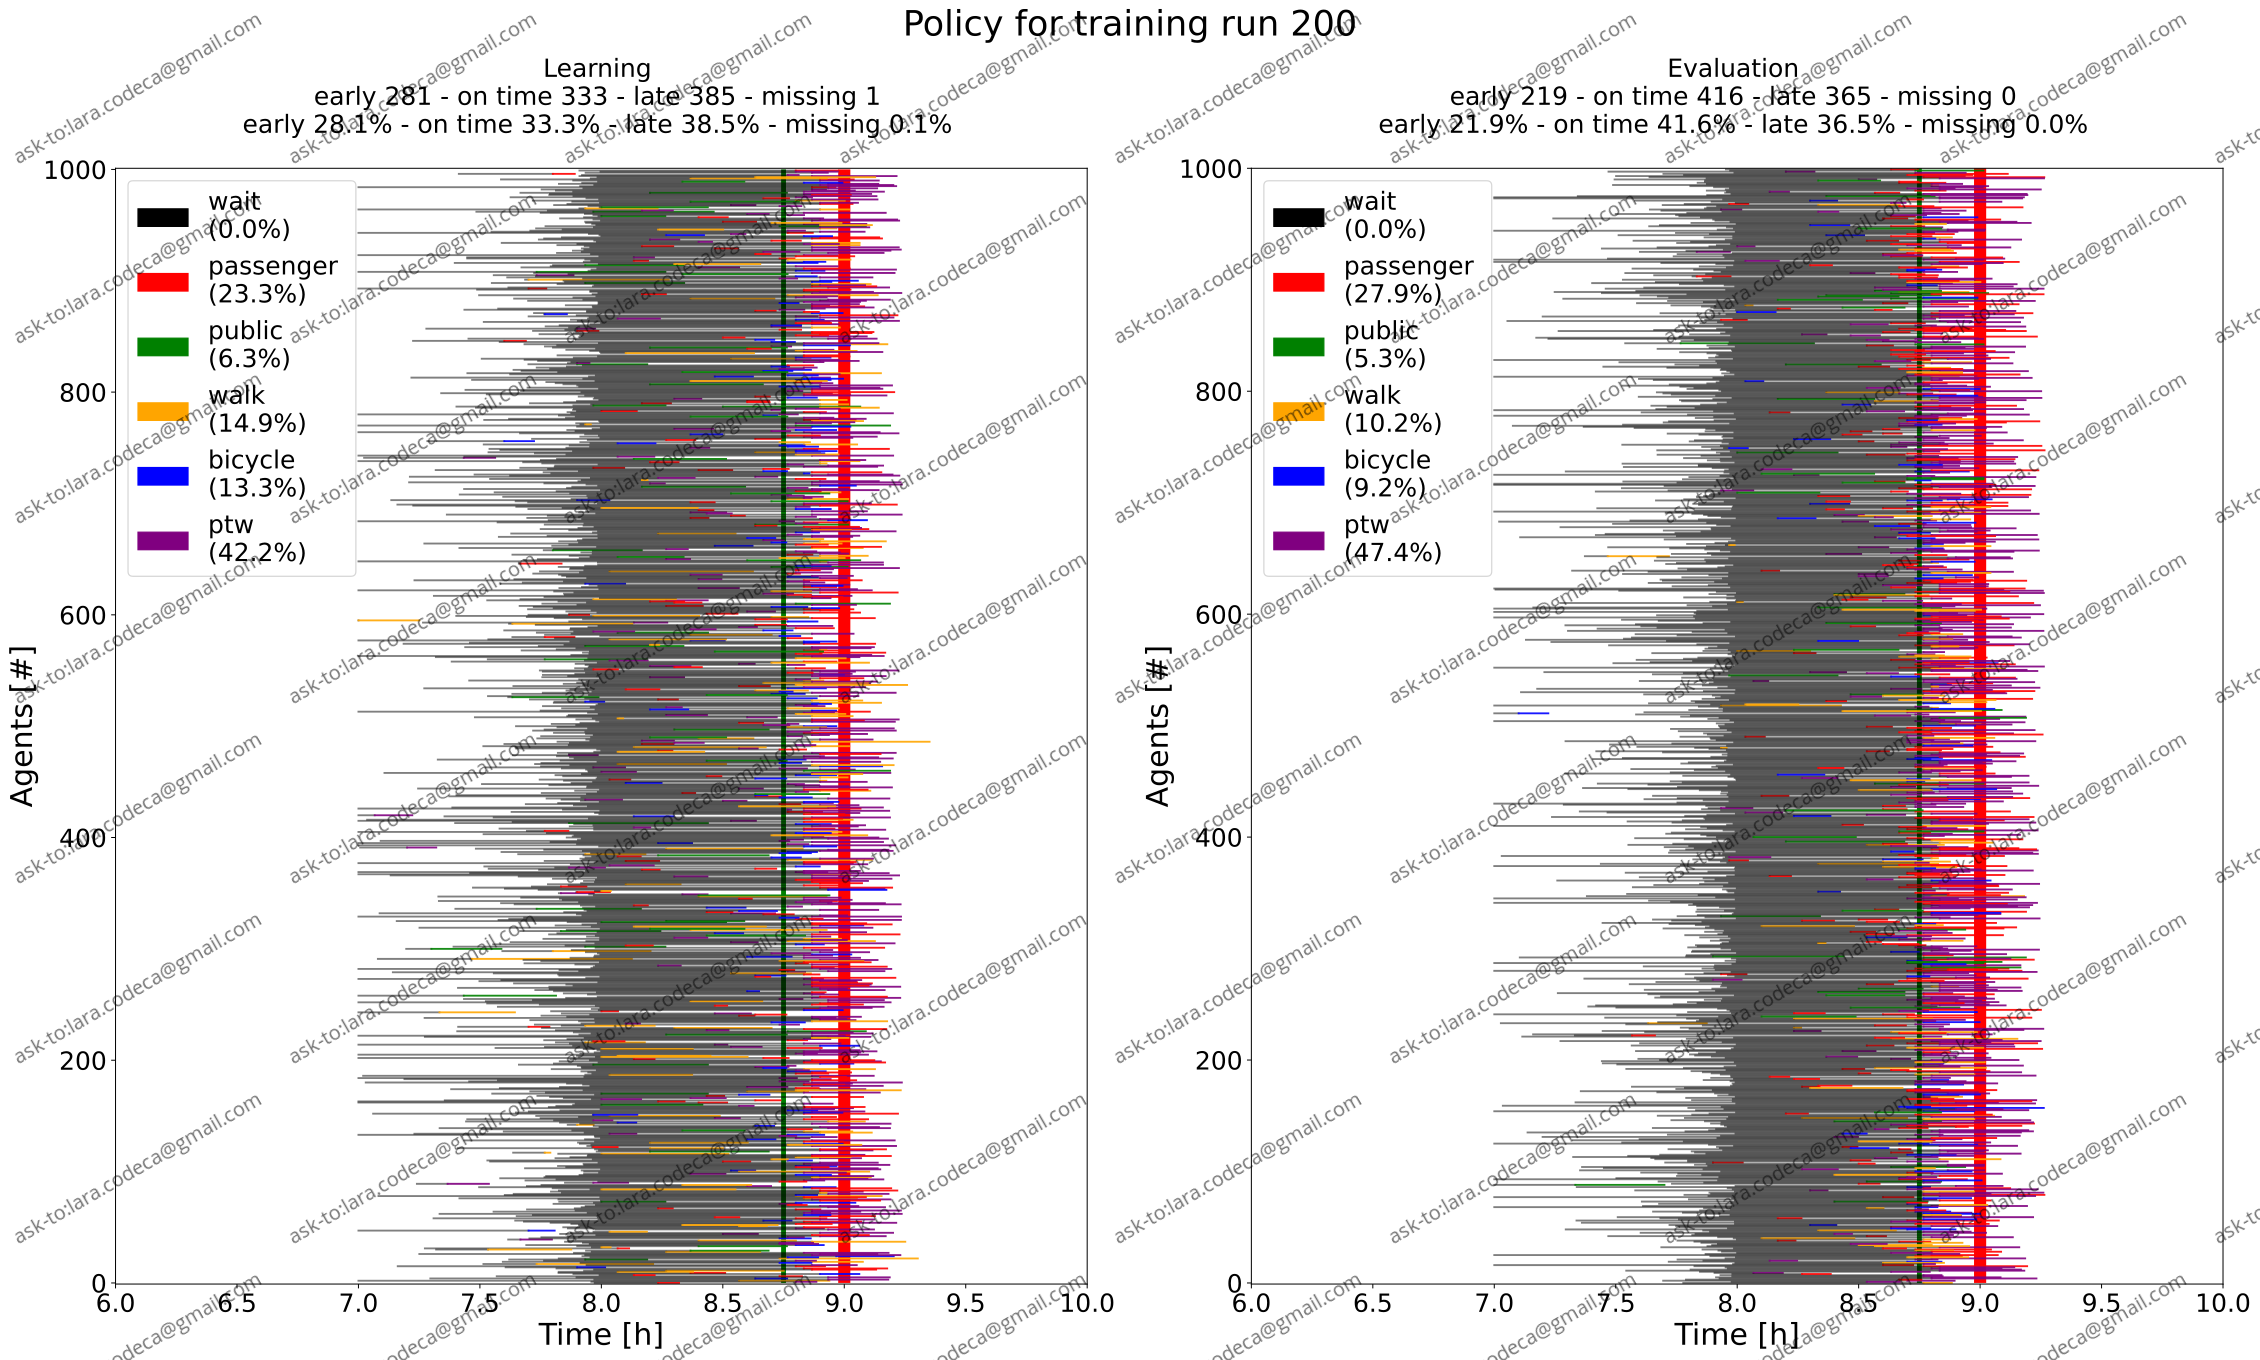 Policy for training run 200
Learning
early 281 - on time 333 - late 385 - missing 1
early 28.1% - on time 33.3% - late 38.5% - missing 0.1%
1000
800
600
400
200
0
Agents [#]
wait
(0.0%)
passenger
(23.3%)
public
(6.3%)
walk
(14.9%)
bicycle
(13.3%)
ptw
(42.2%)
6.0 6.5 7.0 7.5 8.0 8.5 9.0 9.5 10.0
Time [h]
Evaluation
early 219 - on time 416 - late 365 - missing 0
early 21.9% - on time 41.6% - late 36.5% - missing 0.0%
1000
800
600
400
200
0
Agents [#]
wait
(0.0%)
passenger
(27.9%)
public
(5.3%)
walk
(10.2%)
bicycle
(9.2%)
ptw
(47.4%)
6.0 6.5 7.0 7.5 8.0 8.5 9.0 9.5 10.0
Time [h]
ask-to:lara.codeca@gmail.com